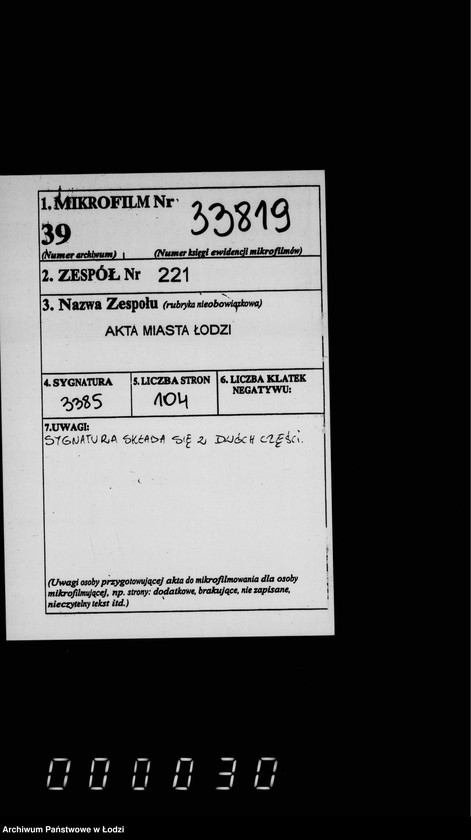 1. MIKROFILM Nr 33819
39
(Numer archiwum) (Numer księgi ewidencji mikrofilmów)
2. ZESPÓŁ Nr 221
3. Nazwa Zespołu (rubryka nieobowiązkowa)
AKTA MIASTA ŁODZI
4. SYGNATURA
3385
5. LICZBA STRON
104
6. LICZBA KLATEK
NEGATYWU:
7.UWAGI:
SYGNATURA SKŁADA SIĘ Z DWÓCH CZĘŚCI.
(Uwagi osoby przygotowującej akta do mikrofilmowania dla osoby
mikrofilmującej, np. strony: dodatkowe, brakujące, nie zapisane,
nieczytelny tekst itd.)
000030
Archiwum Państwowe w Łodzi